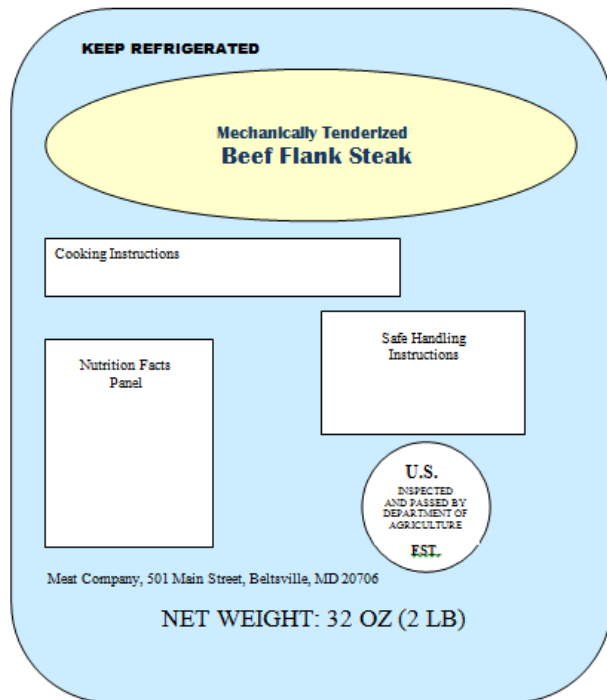 KEEP REFRIGERATED
Mechanically Tenderized
Beef Flank Steak
Cooking Instructions
Safe Handling
Instructions
Nutrition Facts
Panel
U.S.
INSPECTED
AND PASSED BY
DEPARTMENT OF
AGRICULTURE
EST.
Meat Company, 501 Main Street, Beltsville, MD 20706
NET WEIGHT: 32 OZ (2 LB)